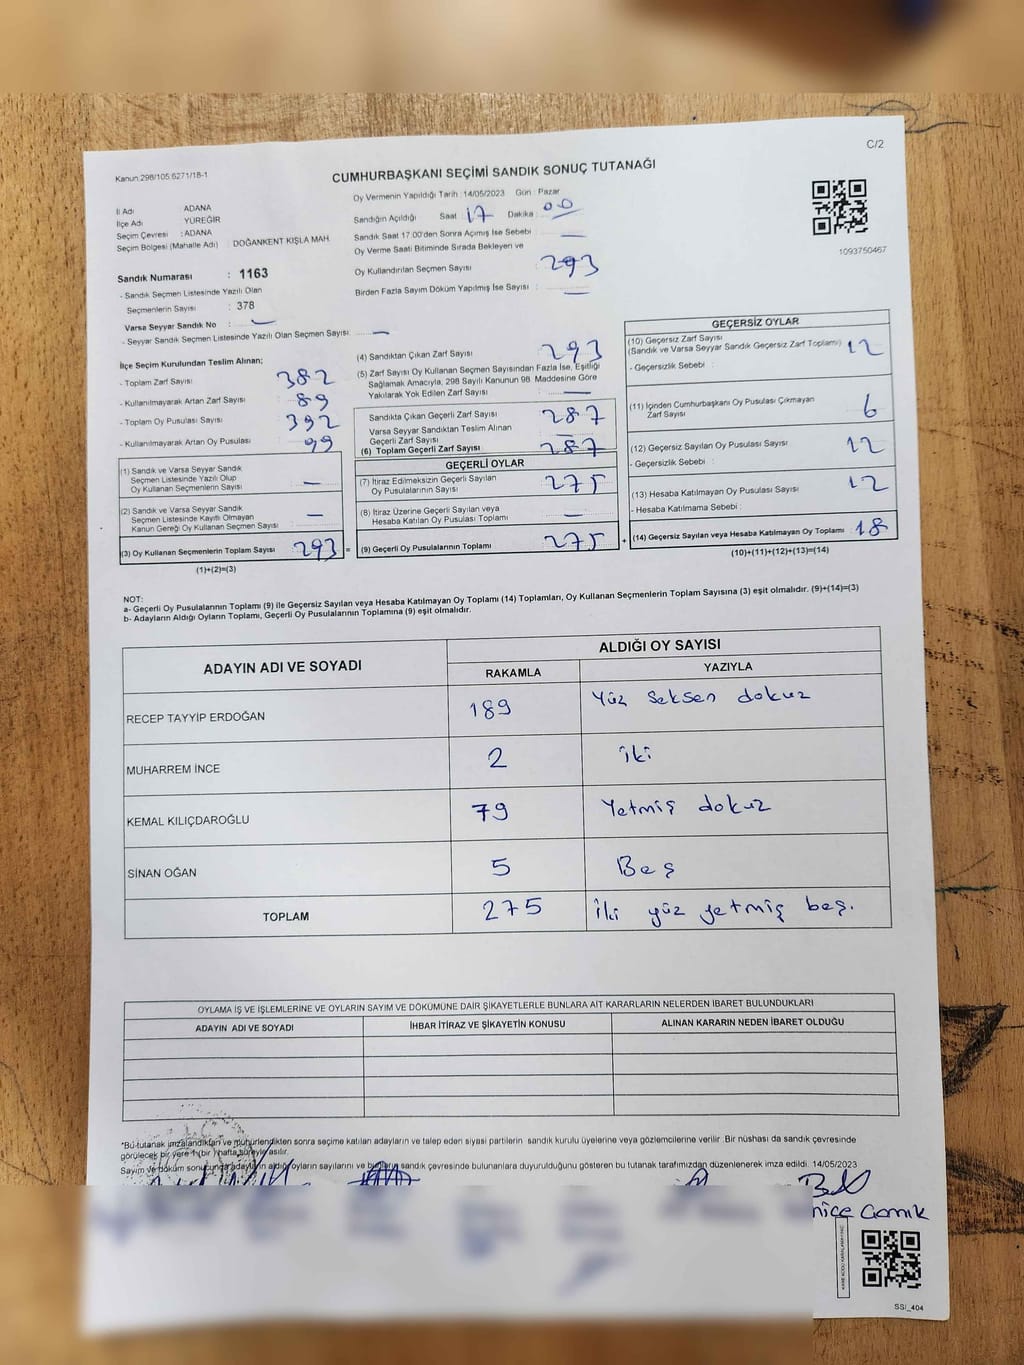 C/2
Kanun:298/105;6271/18-1
CUMHURBAŞKANI SEÇİMİ SANDIK SONUÇ TUTANAĞI
Oy Vermenin Yapıldığı Tarih : 14/05/2023 Gün : Pazar
İl Adı : ADANA
İlçe Adı : YÜREĞİR
Seçim Çevresi : ADANA
Seçim Bölgesi (Mahalle Adı) : DOĞANKENT KIŞLA MAH.
Sandığın Açıldığı Saat 17 Dakika : 00
Sandık Saat 17.00'den Sonra Açımış İse Sebebi : —
Oy Verme Saati Bitiminde Sırada Bekleyen ve
Oy Kullandırılan Seçmen Sayısı : 293
Birden Fazla Sayım Döküm Yapılmış İse Sayısı : —
1093750467
Sandık Numarası : 1163
- Sandık Seçmen Listesinde Yazılı Olan
Seçmenlerin Sayısı : 378
Varsa Seyyar Sandık No : —
- Seyyar Sandık Seçmen Listesinde Yazılı Olan Seçmen Sayısı: —
İlçe Seçim Kurulundan Teslim Alınan;
- Toplam Zarf Sayısı : 382
- Kullanılmayarak Artan Zarf Sayısı : 89
- Toplam Oy Pusulası Sayısı : 392
- Kullanılmayarak Artan Oy Pusulası : 99
(1) Sandık ve Varsa Seyyar Sandık
Seçmen Listesinde Yazılı Olup
Oy Kullanan Seçmenlerin Sayısı : —
(2) Sandık ve Varsa Seyyar Sandık
Seçmen Listesinde Kayıtlı Olmayan
Kanun Gereği Oy Kullanan Seçmen Sayısı : —
(3) Oy Kullanan Seçmenlerin Toplam Sayısı : 293 =
(1)+(2)=(3)
(4) Sandıktan Çıkan Zarf Sayısı : 293
(5) Zarf Sayısı Oy Kullanan Seçmen Sayısından Fazla İse, Eşitliği
Sağlamak Amacıyla, 298 Sayılı Kanunun 98. Maddesine Göre
Yakılarak Yok Edilen Zarf Sayısı : —
Sandıkta Çıkan Geçerli Zarf Sayısı : 287
Varsa Seyyar Sandıktan Teslim Alınan
Geçerli Zarf Sayısı : —
(6) Toplam Geçerli Zarf Sayısı : 287
GEÇERLİ OYLAR
(7) İtiraz Edilmeksizin Geçerli Sayılan
Oy Pusulalarının Sayısı : 275
(8) İtiraz Üzerine Geçerli Sayılan veya
Hesaba Katılan Oy Pusulası Toplamı : —
(9) Geçerli Oy Pusulalarının Toplamı : 275 +
GEÇERSİZ OYLAR
(10) Geçersiz Zarf Sayısı
(Sandık ve Varsa Seyyar Sandık Geçersiz Zarf Toplamı) : 12
- Geçersizlik Sebebi :
(11) İçinden Cumhurbaşkanı Oy Pusulası Çıkmayan
Zarf Sayısı : 6
(12) Geçersiz Sayılan Oy Pusulası Sayısı : 12
- Geçersizlik Sebebi :
(13) Hesaba Katılmayan Oy Pusulası Sayısı : 12
- Hesaba Katılmama Sebebi :
(14) Geçersiz Sayılan veya Hesaba Katılmayan Oy Toplamı : 18
(10)+(11)+(12)+(13)=(14)
NOT:
a- Geçerli Oy Pusulalarının Toplamı (9) ile Geçersiz Sayılan veya Hesaba Katılmayan Oy Toplamı (14) Toplamları, Oy Kullanan Seçmenlerin Toplam Sayısına (3) eşit olmalıdır. (9)+(14)=(3)
b- Adayların Aldığı Oyların Toplamı, Geçerli Oy Pusulalarının Toplamına (9) eşit olmalıdır.
ADAYIN ADI VE SOYADI ALDIĞI OY SAYISI
RAKAMLA YAZIYLA
RECEP TAYYİP ERDOĞAN 189 Yüz seksen dokuz
MUHARREM İNCE 2 iki
KEMAL KILIÇDAROĞLU 79 Yetmiş dokuz
SİNAN OĞAN 5 Beş
TOPLAM 275 iki yüz yetmiş beş.
OYLAMA İŞ VE İŞLEMLERİNE VE OYLARIN SAYIM VE DÖKÜMÜNE DAİR ŞİKAYETLERLE BUNLARA AİT KARARLARIN NELERDEN İBARET BULUNDUKLARI
ADAYIN ADI VE SOYADI İHBAR İTİRAZ VE ŞİKAYETİN KONUSU ALINAN KARARIN NEDEN İBARET OLDUĞU
*Bu tutanak imzalandıktan ve mühürlendikten sonra seçime katılan adayların ve talep eden siyasi partilerin sandık kurulu üyelerine veya gözlemcilerine verilir. Bir nüshası da sandık çevresinde
görülecek bir yere 1 (bir) hafta süreyle asılır.
Sayım ve döküm sonucunda adayların aldığı oyların sayılarını ve bunların sandık çevresinde bulunanlara duyurulduğunu gösteren bu tutanak tarafımızdan düzenlenerek imza edildi. 14/05/2023
SSI_404